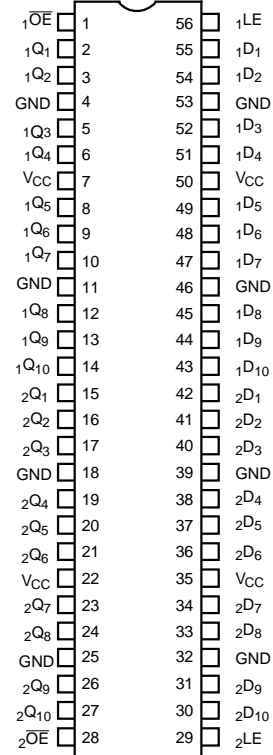 1OE 1 56 1LE
1Q1 2 55 1D1
1Q2 3 54 1D2
GND 4 53 GND
1Q3 5 52 1D3
1Q4 6 51 1D4
VCC 7 50 VCC
1Q5 8 49 1D5
1Q6 9 48 1D6
1Q7 10 47 1D7
GND 11 46 GND
1Q8 12 45 1D8
1Q9 13 44 1D9
1Q10 14 43 1D10
2Q1 15 42 2D1
2Q2 16 41 2D2
2Q3 17 40 2D3
GND 18 39 GND
2Q4 19 38 2D4
2Q5 20 37 2D5
2Q6 21 36 2D6
VCC 22 35 VCC
2Q7 23 34 2D7
2Q8 24 33 2D8
GND 25 32 GND
2Q9 26 31 2D9
2Q10 27 30 2D10
2OE 28 29 2LE